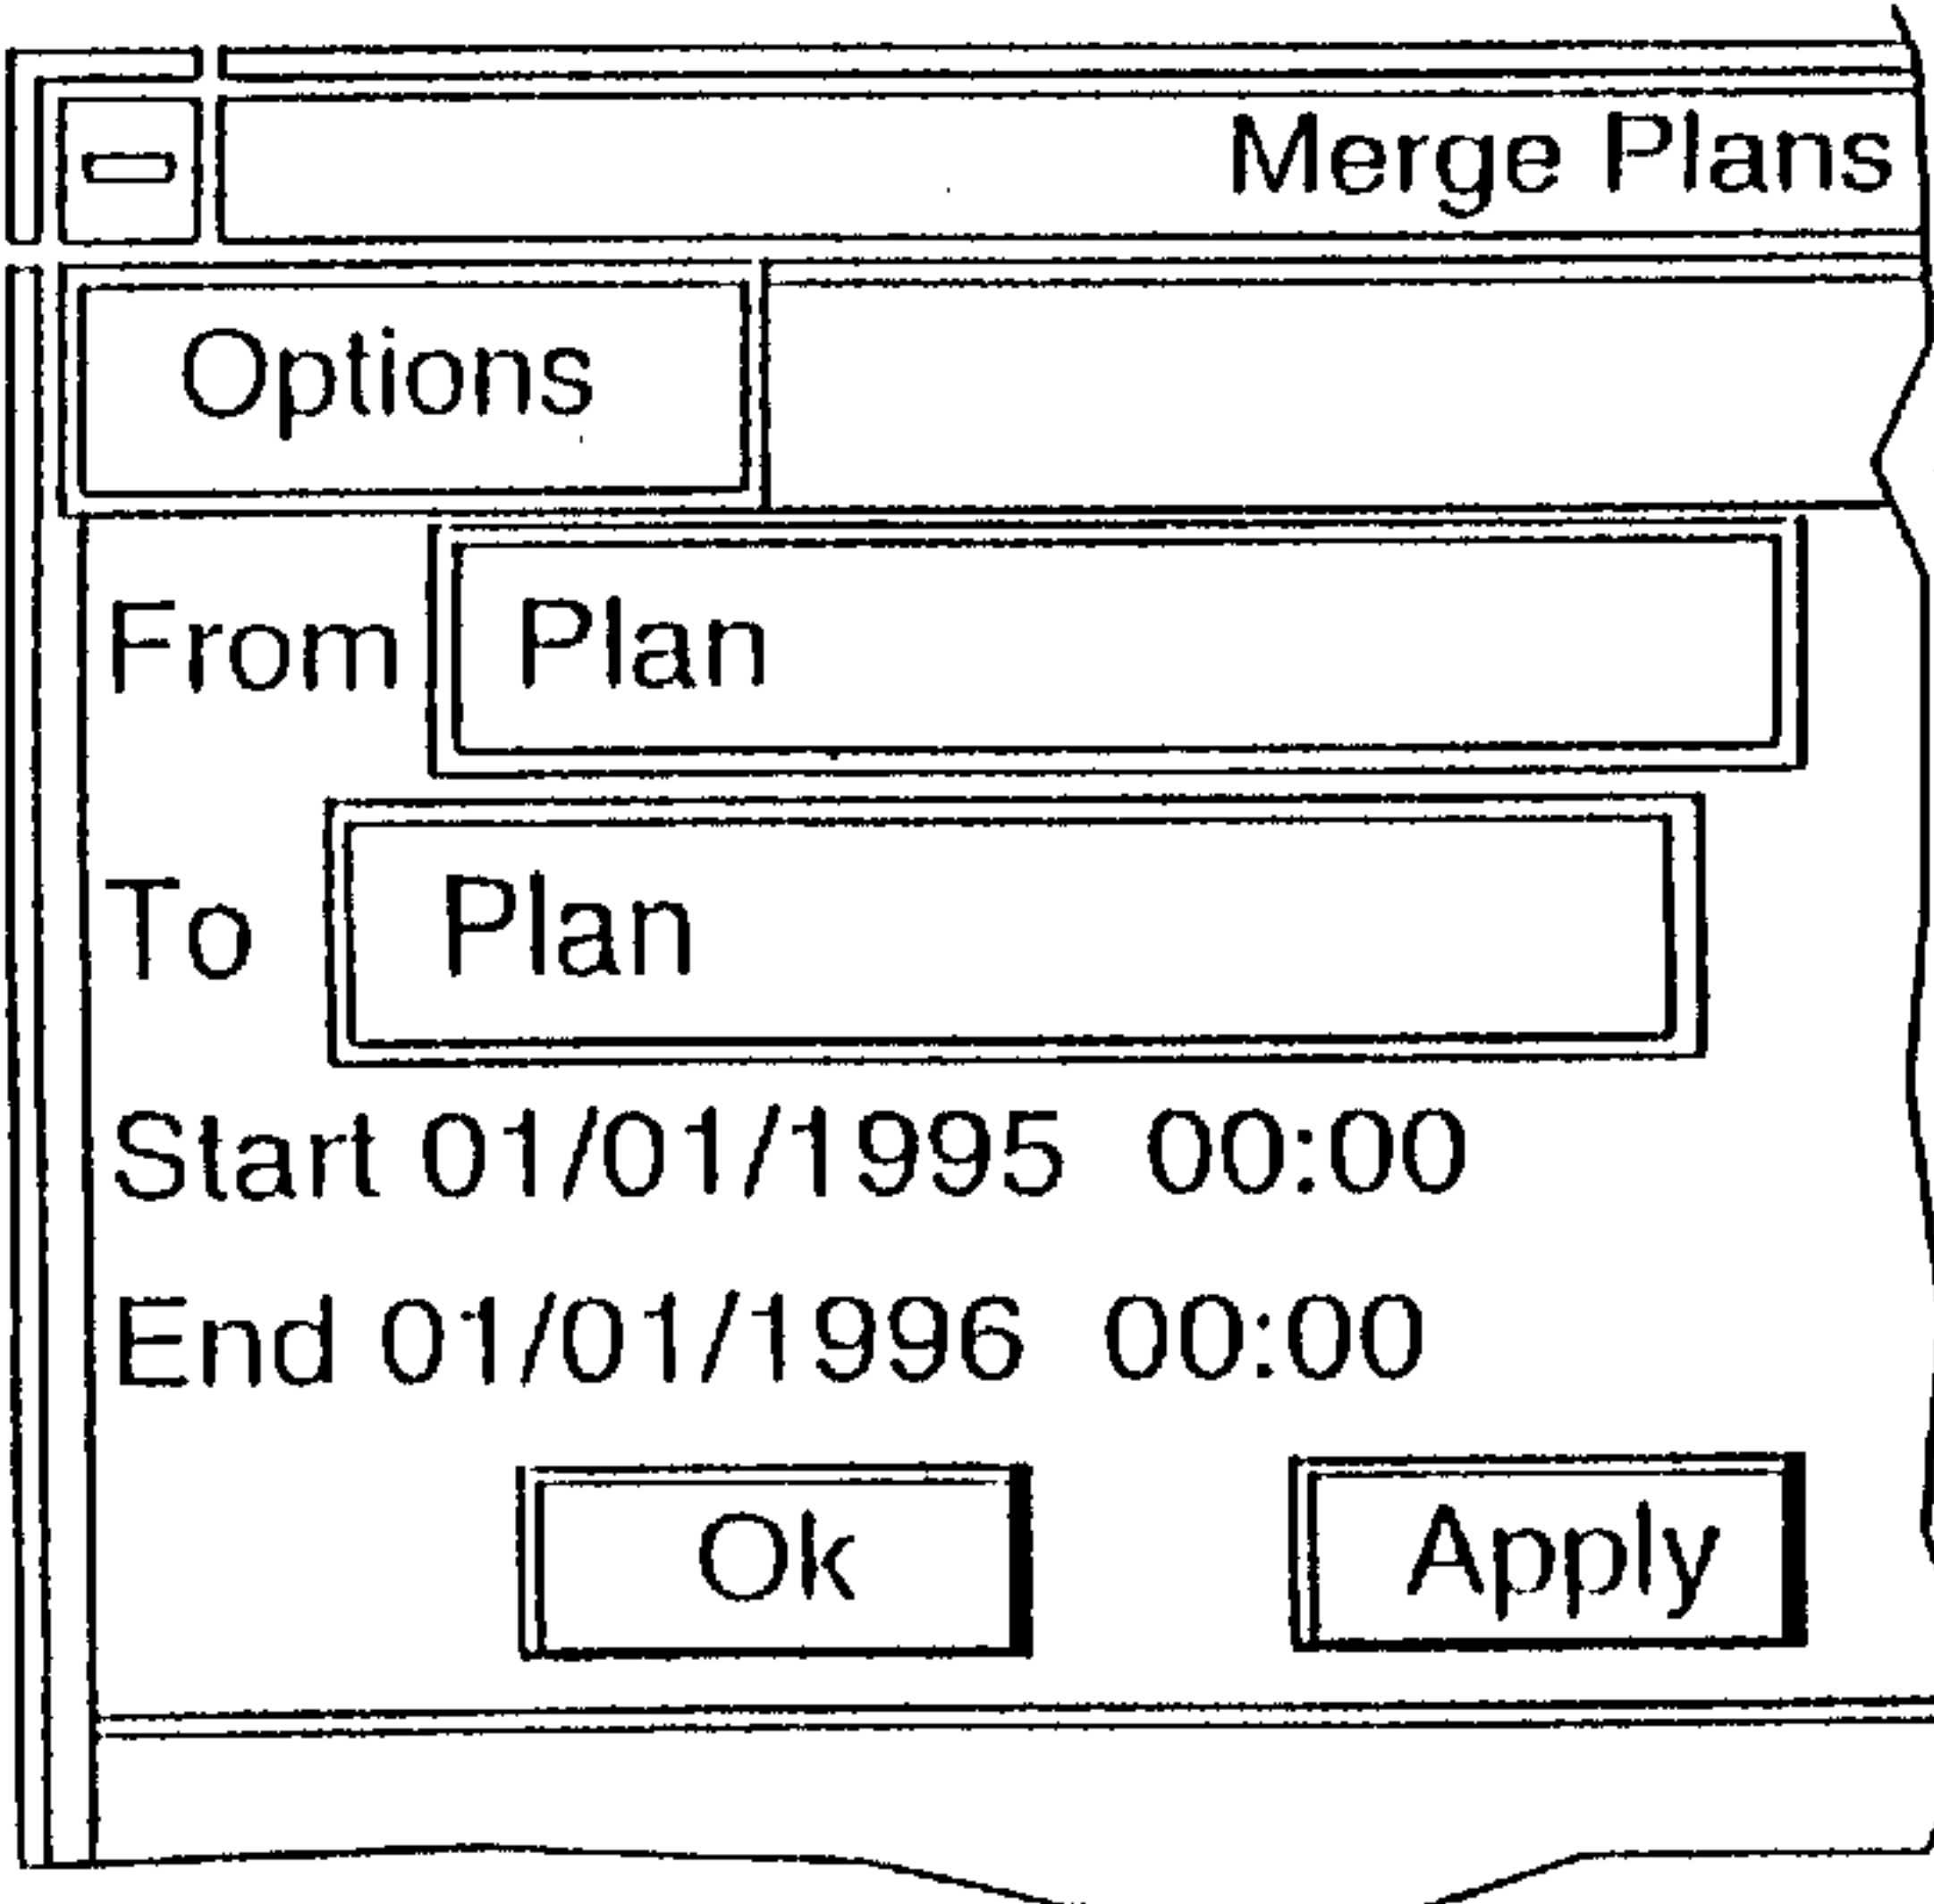 Merge Plans
Options
From Plan
To Plan
Start 01/01/1995 00:00
End 01/01/1996 00:00
Ok Apply